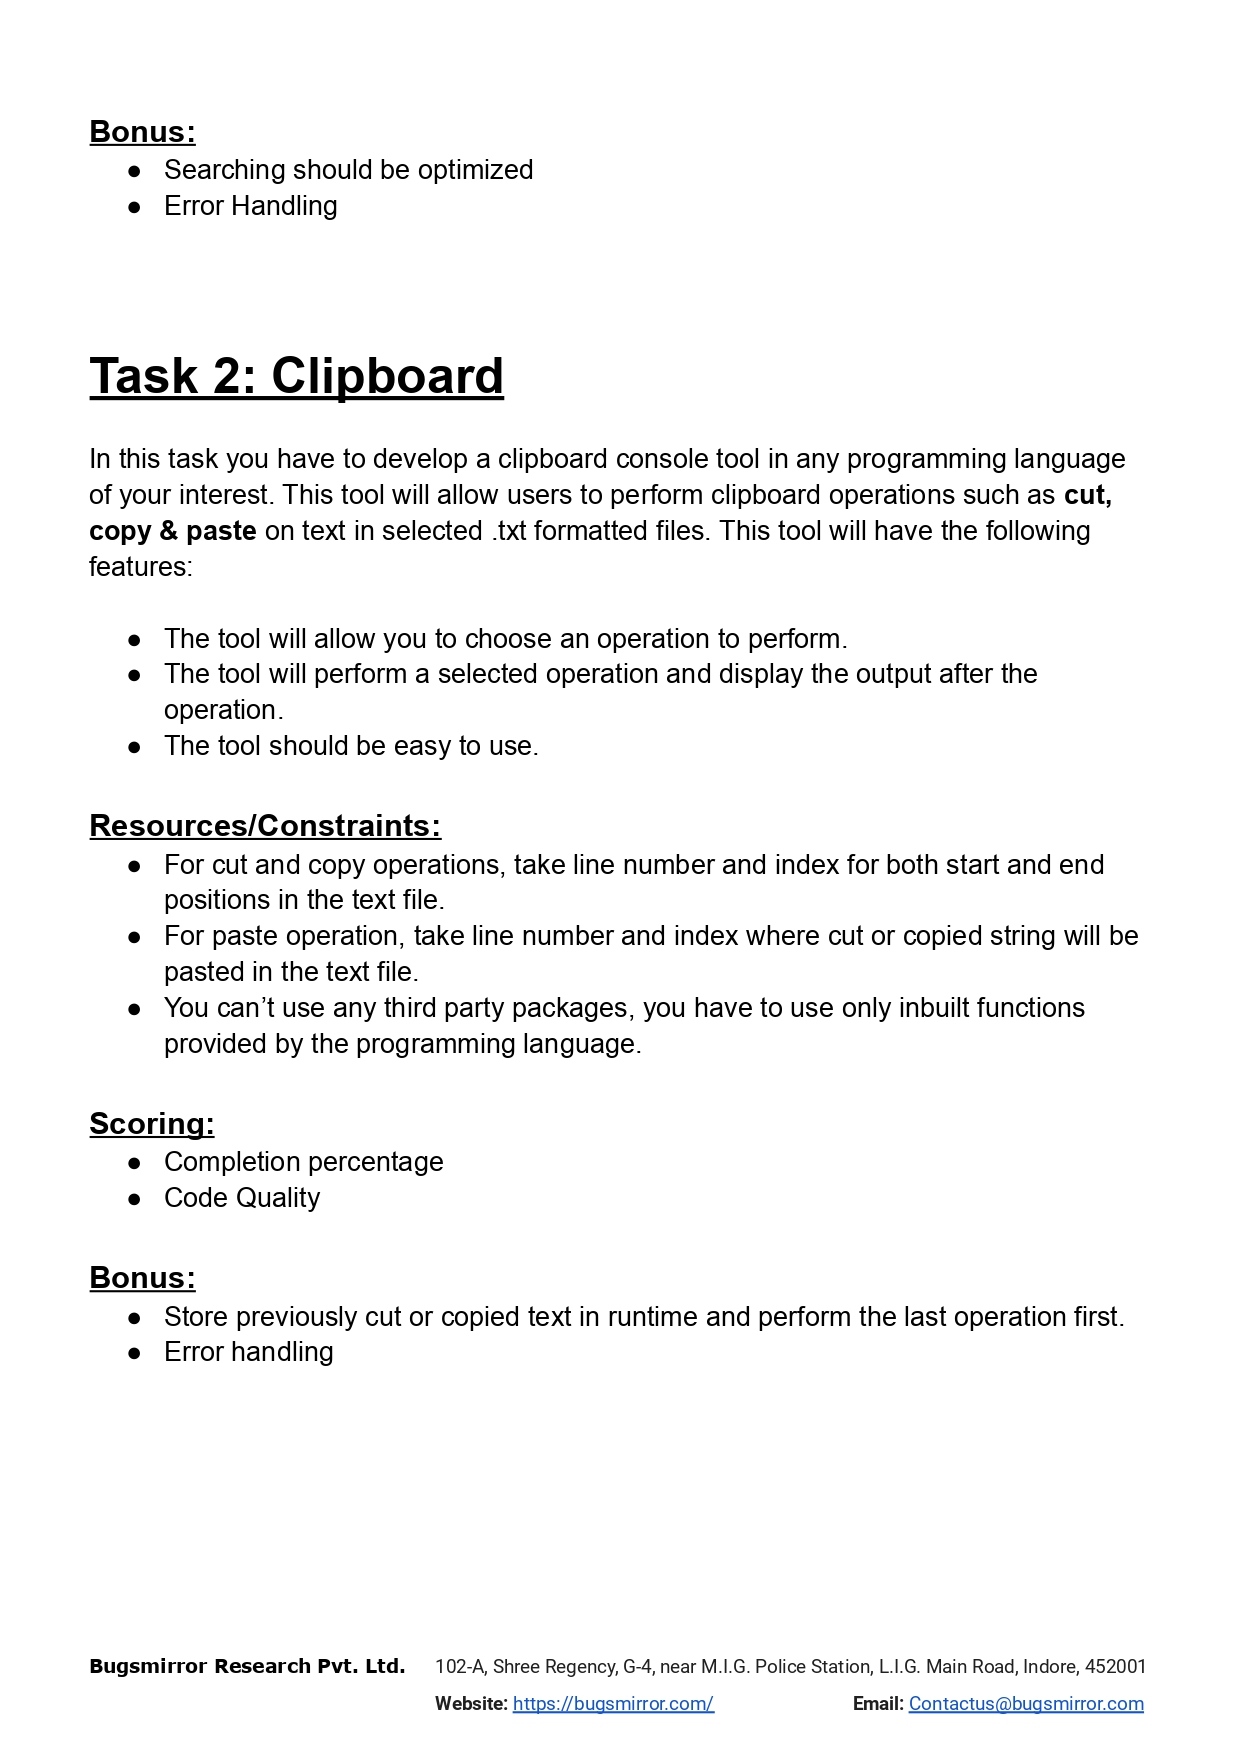 Bonus:
● Searching should be optimized
● Error Handling
Task 2: Clipboard
In this task you have to develop a clipboard console tool in any programming language
of your interest. This tool will allow users to perform clipboard operations such as cut,
copy & paste on text in selected .txt formatted files. This tool will have the following
features:
● The tool will allow you to choose an operation to perform.
● The tool will perform a selected operation and display the output after the
operation.
● The tool should be easy to use.
Resources/Constraints:
● For cut and copy operations, take line number and index for both start and end
positions in the text file.
● For paste operation, take line number and index where cut or copied string will be
pasted in the text file.
● You can’t use any third party packages, you have to use only inbuilt functions
provided by the programming language.
Scoring:
● Completion percentage
● Code Quality
Bonus:
● Store previously cut or copied text in runtime and perform the last operation first.
● Error handling
Bugsmirror Research Pvt. Ltd. 102-A, Shree Regency, G-4, near M.I.G. Police Station, L.I.G. Main Road, Indore, 452001
Website: https://bugsmirror.com/ Email: Contactus@bugsmirror.com